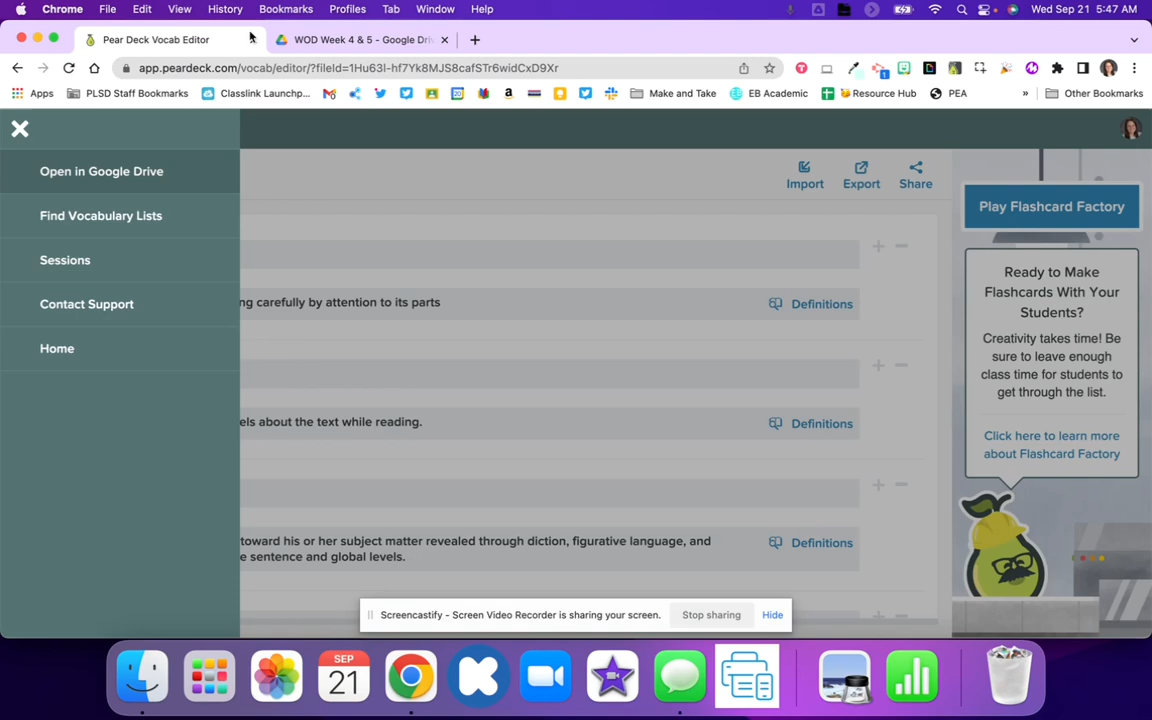 Chrome File Edit View History Bookmarks Profiles Tab Window Help Wed Sep 21 5:47 AM
Pear Deck Vocab Editor
WOD Week 4 & 5 - Google Driv
app.peardeck.com/vocab/editor/?fileId=1Hu63I-hf7Yk8MJS8cafSTr6widCxD9Xr
Apps PLSD Staff Bookmarks Classlink Launchp... Make and Take EB Academic Resource Hub PEA » Other Bookmarks
Open in Google Drive
Find Vocabulary Lists
Sessions
Contact Support
Home
Import Export Share
ng carefully by attention to its parts
Definitions
els about the text while reading.
Definitions
toward his or her subject matter revealed through diction, figurative language, and
e sentence and global levels.
Definitions
Play Flashcard Factory
Ready to Make
Flashcards With Your
Students?
Creativity takes time! Be
sure to leave enough
class time for students to
get through the list.
Click here to learn more
about Flashcard Factory
Screencastify - Screen Video Recorder is sharing your screen.
Stop sharing
Hide
SEP
21